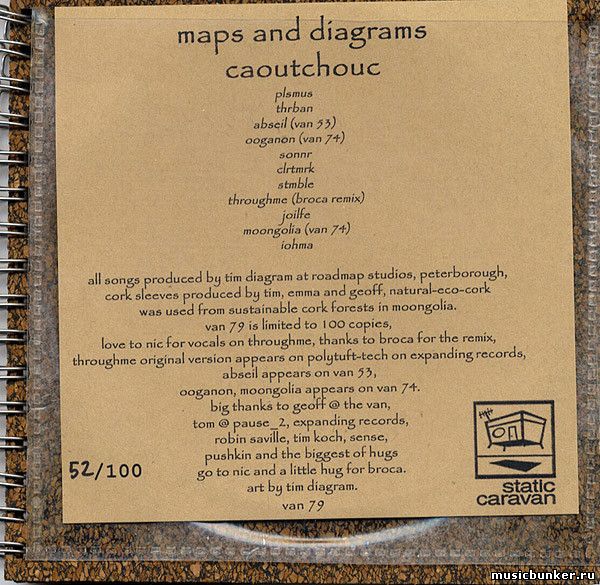 maps and diagrams
caoutchouc
plsmus
thrban
abseil (van 53)
ooganon (van 74)
sonnr
clrtmrk
stmble
throughme (broca remix)
joilfe
moongolia (van 74)
iohma
all songs produced by tim diagram at roadmap studios, peterborough,
cork sleeves produced by tim, emma and geoff, natural-eco-cork
was used from sustainable cork forests in moongolia.
van 79 is limited to 100 copies,
love to nic for vocals on throughme, thanks to broca for the remix,
throughme original version appears on polytuft-tech on expanding records,
abseil appears on van 53,
ooganon, moongolia appears on van 74.
big thanks to geoff @ the van,
tom @ pause_2, expanding records,
robin saville, tim koch, sense,
pushkin and the biggest of hugs
go to nic and a little hug for broca.
art by tim diagram.
van 79
52/100
static
caravan
musicbunker.ru